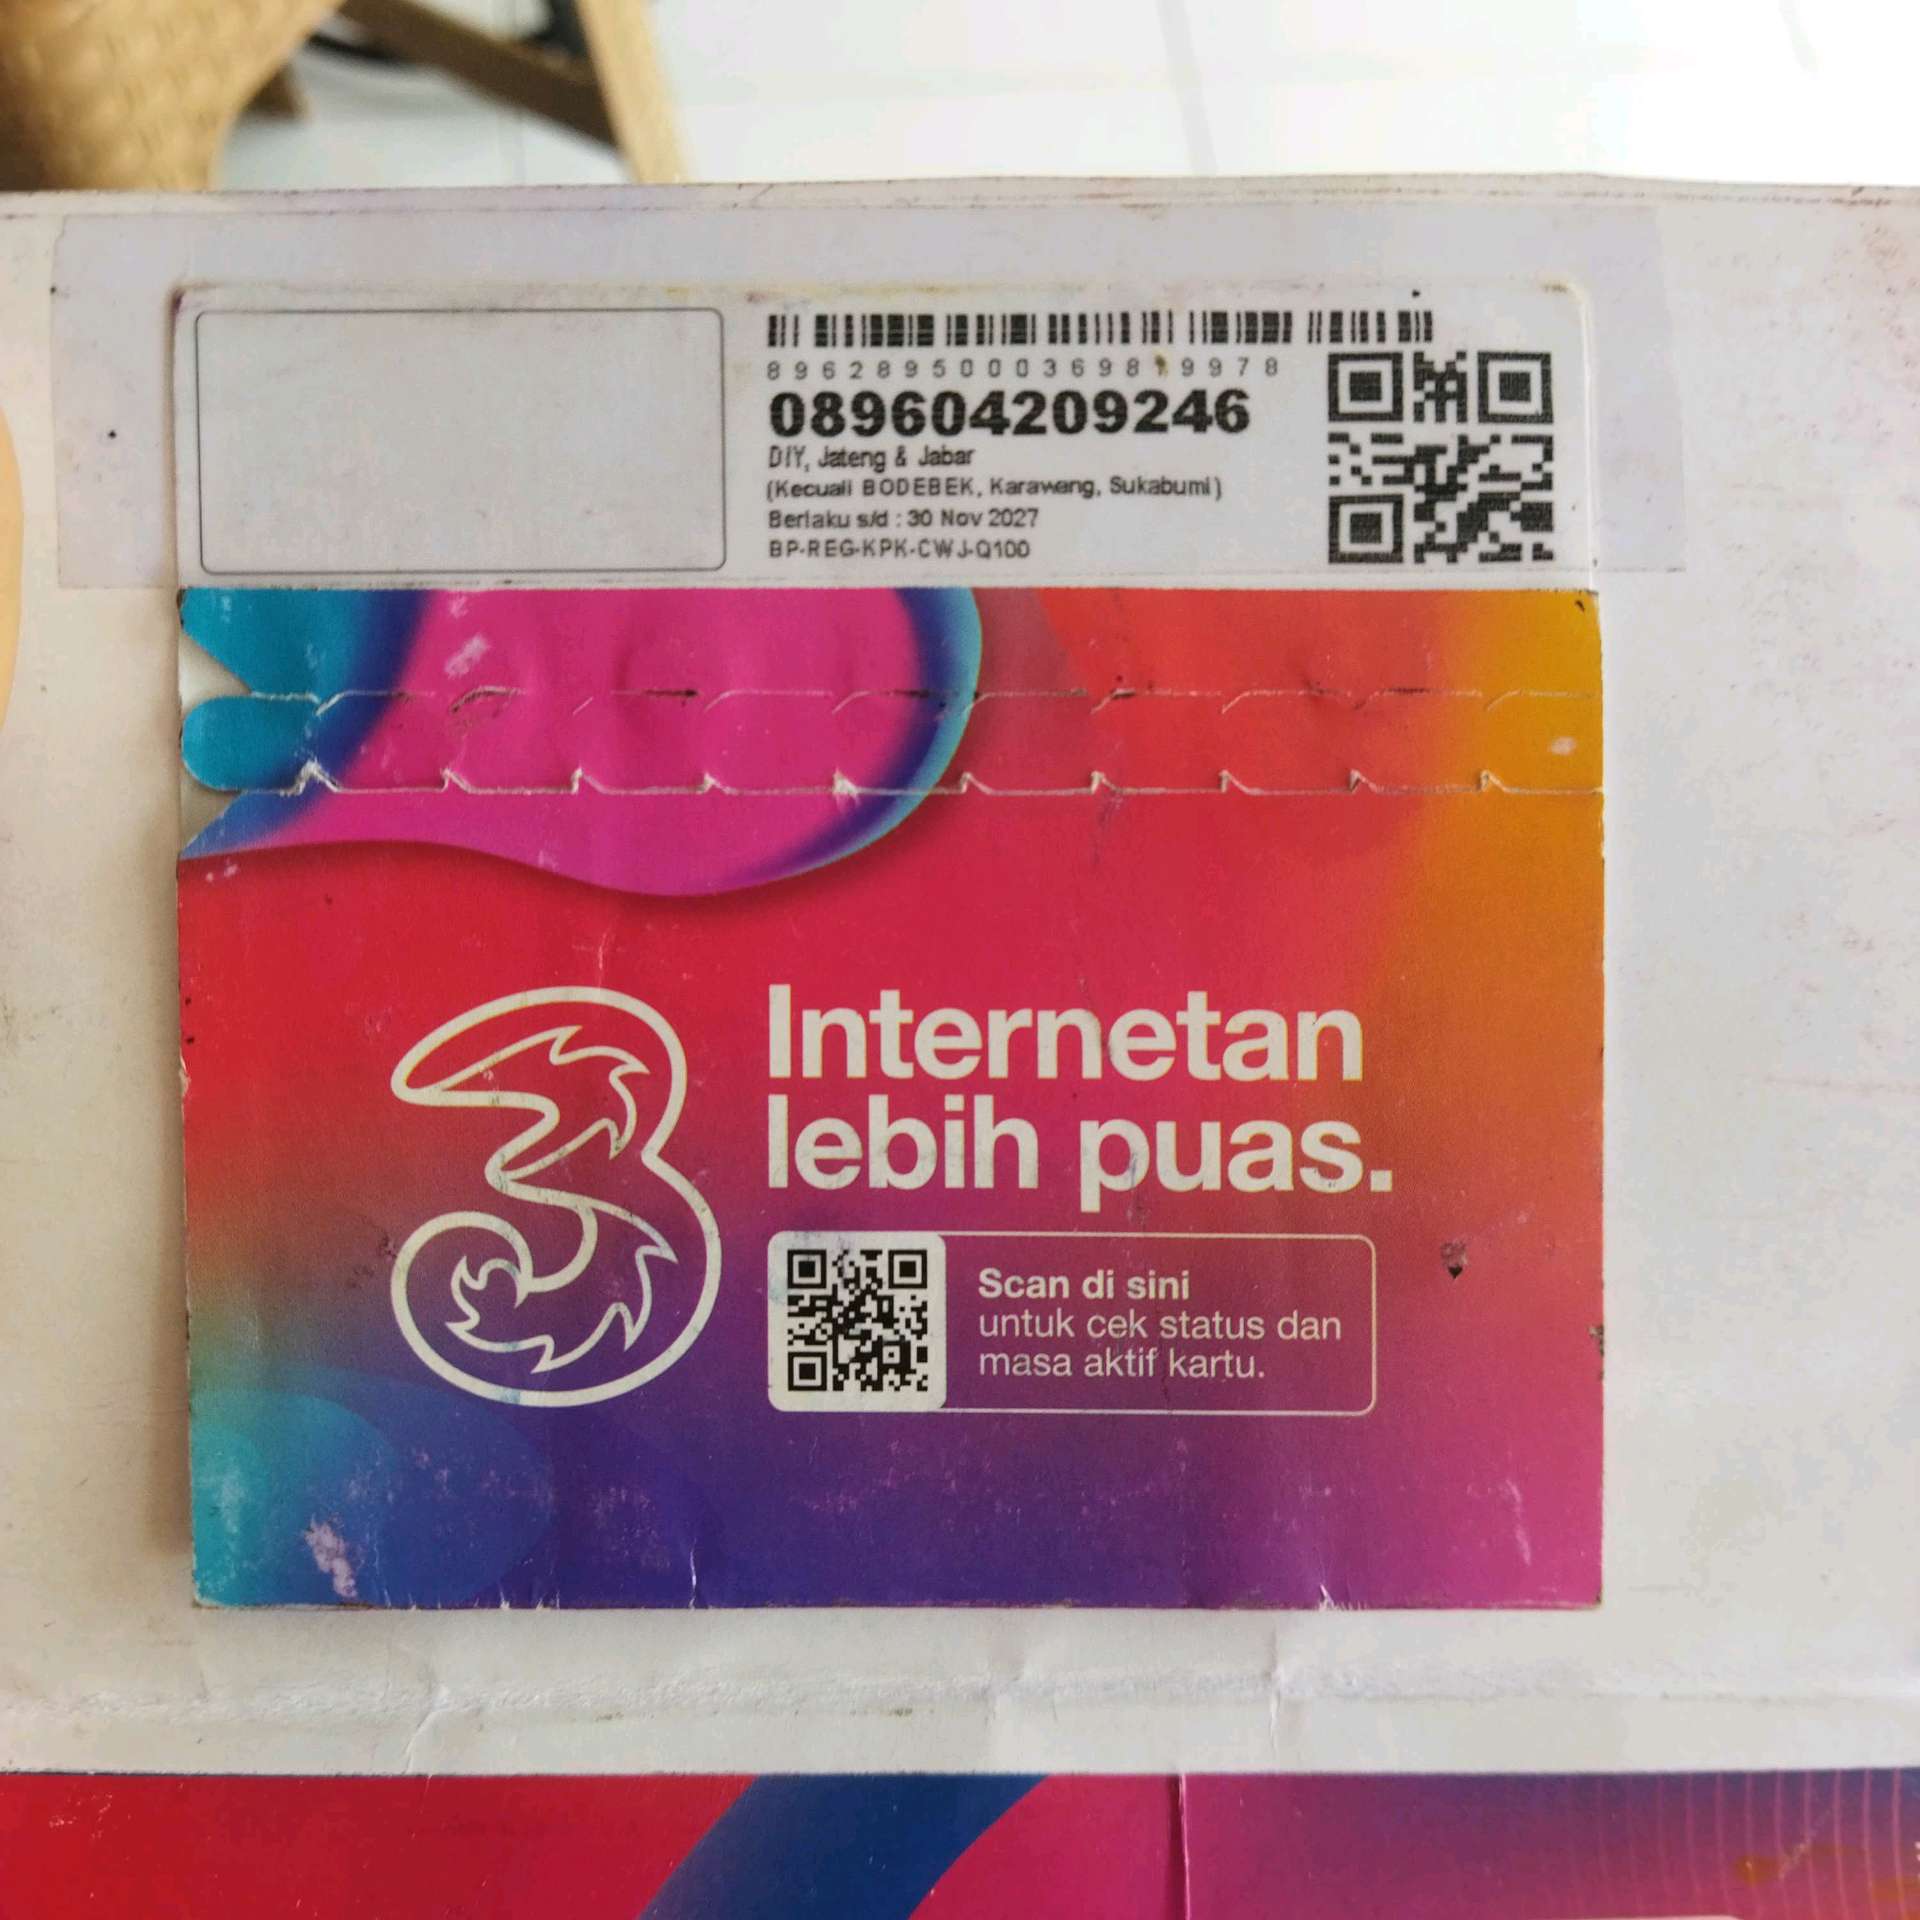 8962895000369819978
089604209246
DIY, Jateng & Jabar
(Kecuali BODEBEK, Karawang, Sukabumi)
Berlaku s/d : 30 Nov 2027
BP-REG-KPK-CWJ-Q100
3
Internetan
lebih puas.
Scan di sini
untuk cek status dan
masa aktif kartu.